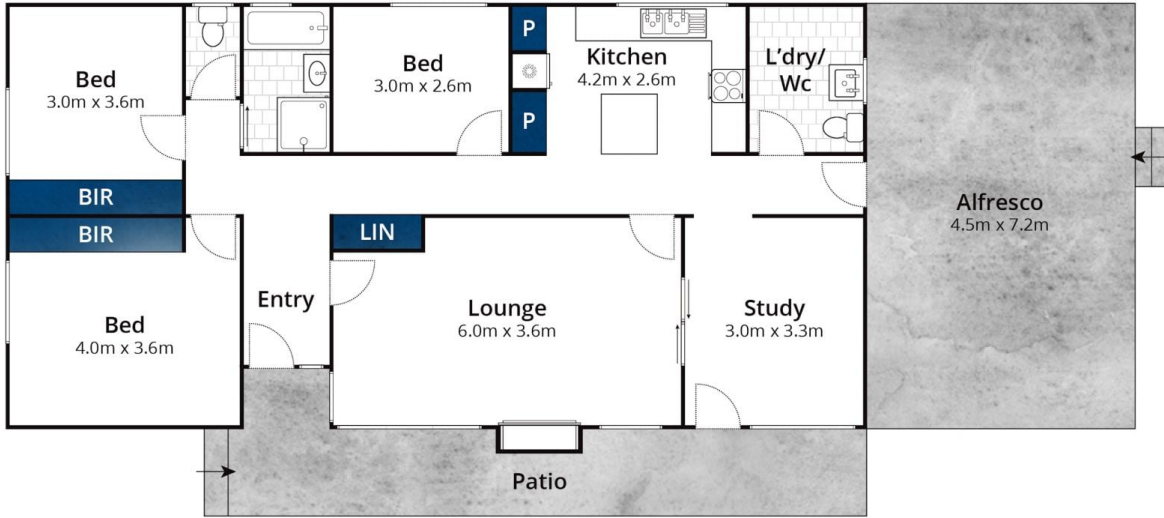 Bed
3.0m x 3.6m
BIR
BIR
Bed
4.0m x 3.6m
Entry
Bed
3.0m x 2.6m
P
P
Kitchen
4.2m x 2.6m
L'dry/
Wc
LIN
Lounge
6.0m x 3.6m
Study
3.0m x 3.3m
Alfresco
4.5m x 7.2m
Patio